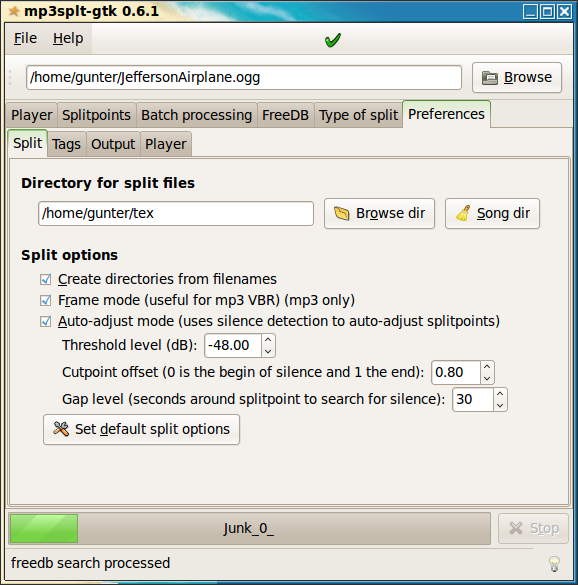 mp3splt-gtk 0.6.1
File Help
/home/gunter/JeffersonAirplane.ogg Browse
Player Splitpoints Batch processing FreeDB Type of split Preferences
Split Tags Output Player
Directory for split files
/home/gunter/tex Browse dir Song dir
Split options
Create directories from filenames
Frame mode (useful for mp3 VBR) (mp3 only)
Auto-adjust mode (uses silence detection to auto-adjust splitpoints)
Threshold level (dB): -48.00
Cutpoint offset (0 is the begin of silence and 1 the end): 0.80
Gap level (seconds around splitpoint to search for silence): 30
Set default split options
Junk_0_ Stop
freedb search processed